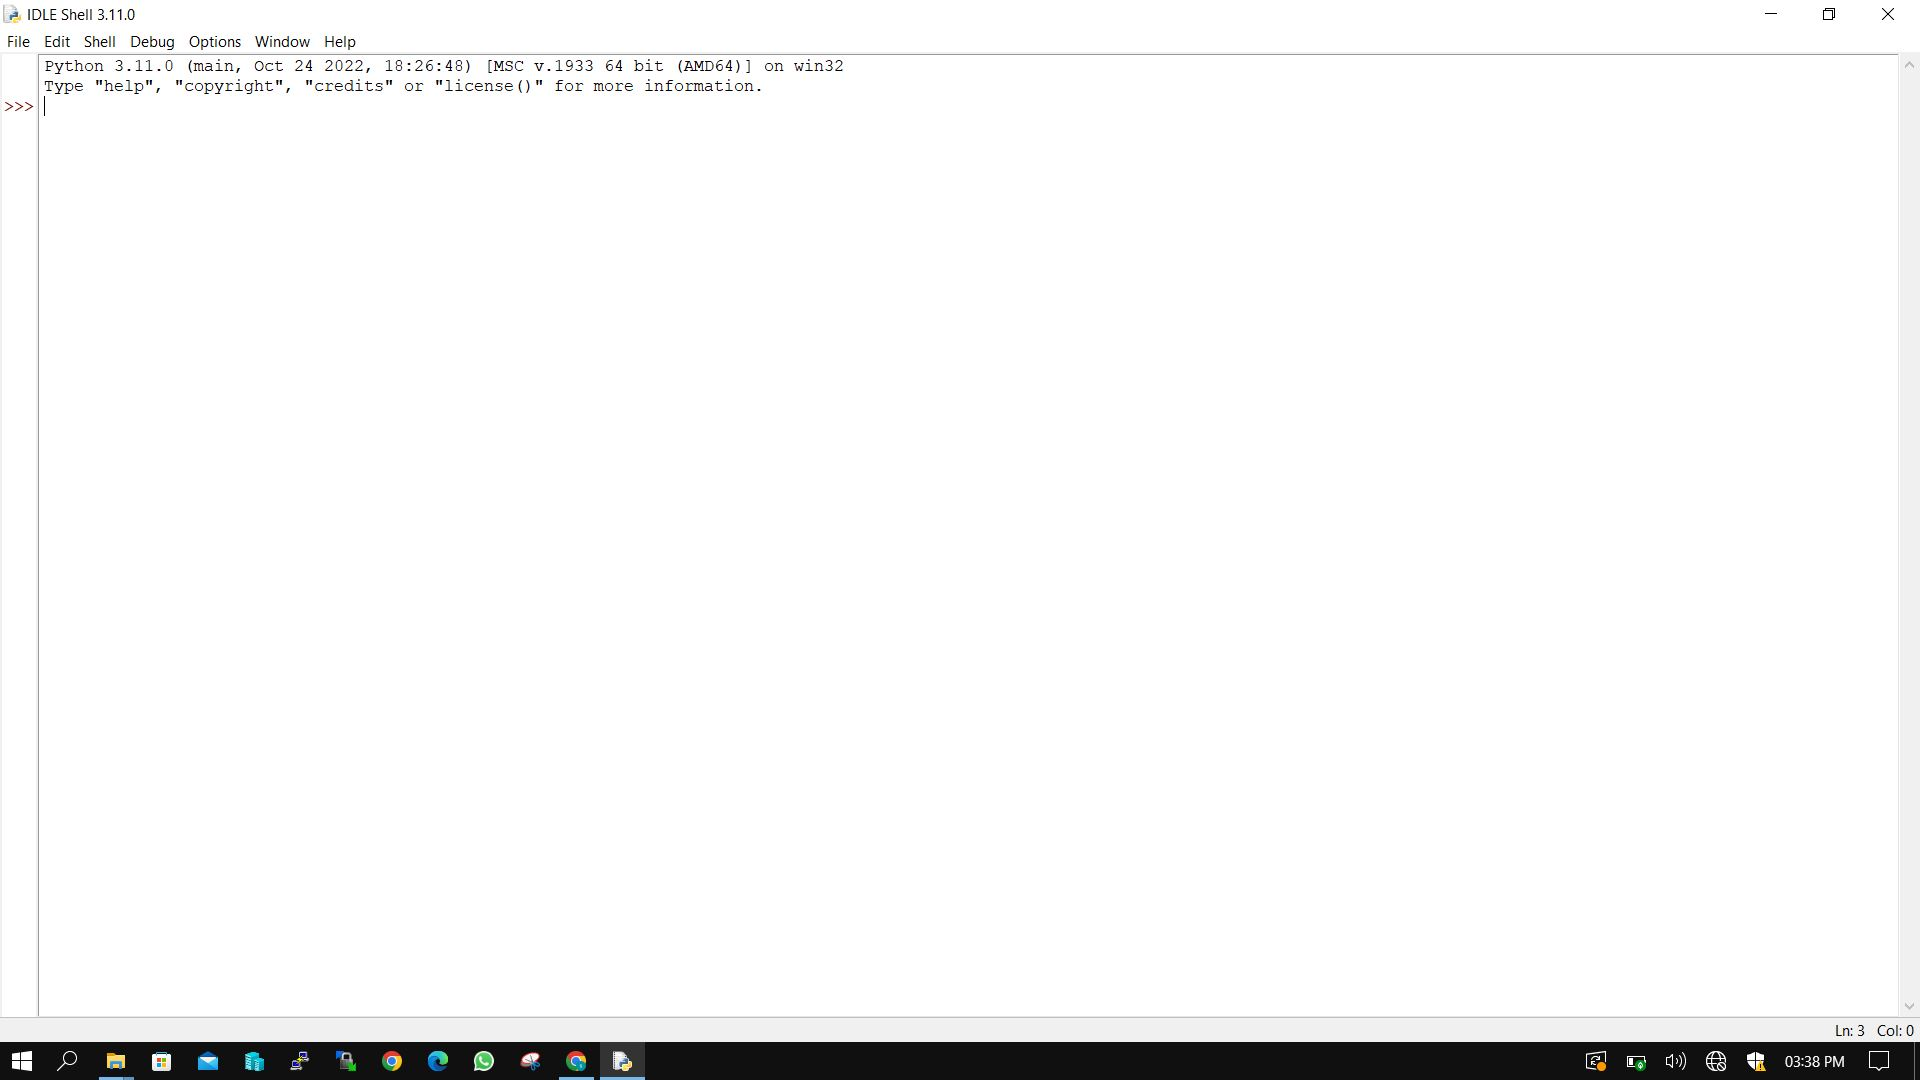 IDLE Shell 3.11.0
File Edit Shell Debug Options Window Help
Python 3.11.0 (main, Oct 24 2022, 18:26:48) [MSC v.1933 64 bit (AMD64)] on win32
Type "help", "copyright", "credits" or "license()" for more information.
>>>
Ln: 3 Col: 0
03:38 PM